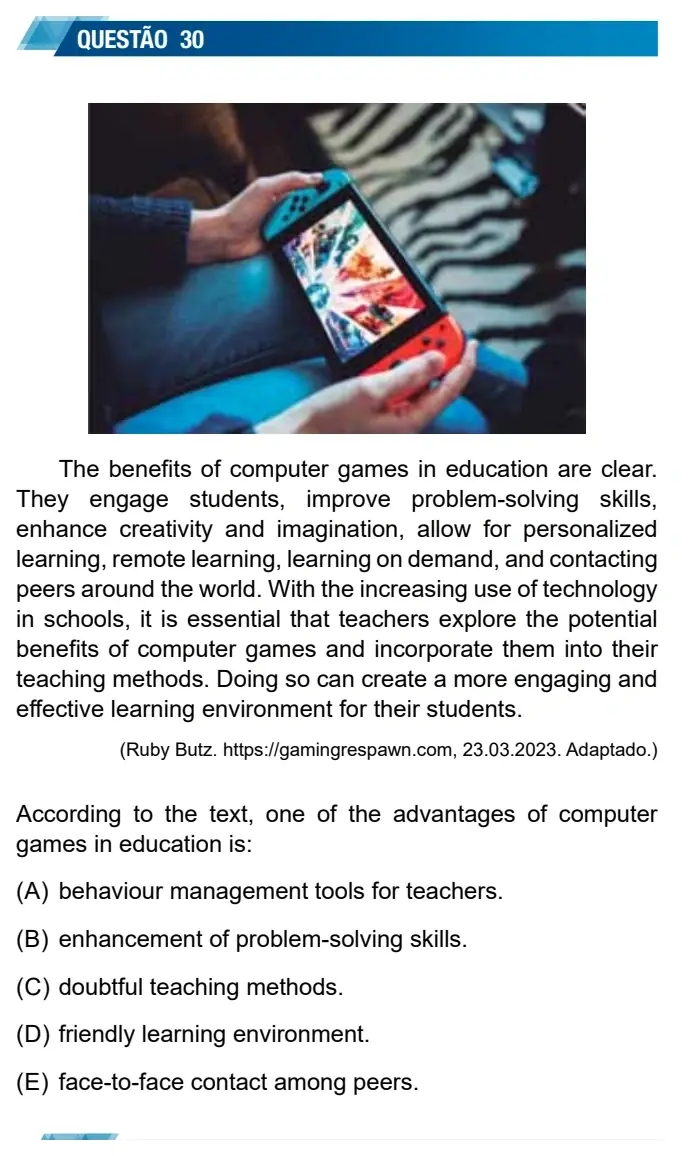 QUESTÃO 30
The benefits of computer games in education are clear.
They engage students, improve problem-solving skills,
enhance creativity and imagination, allow for personalized
learning, remote learning, learning on demand, and contacting
peers around the world. With the increasing use of technology
in schools, it is essential that teachers explore the potential
benefits of computer games and incorporate them into their
teaching methods. Doing so can create a more engaging and
effective learning environment for their students.
(Ruby Butz. https://gamingrespawn.com, 23.03.2023. Adaptado.)
According to the text, one of the advantages of computer
games in education is:
(A) behaviour management tools for teachers.
(B) enhancement of problem-solving skills.
(C) doubtful teaching methods.
(D) friendly learning environment.
(E) face-to-face contact among peers.